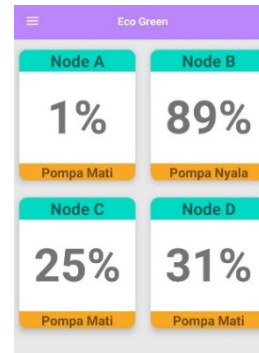 Eco Green
Node A
Node B
1%
89%
Pompa Mati
Pompa Nyala
Node C
Node D
25%
31%
Pompa Mati
Pompa Mati